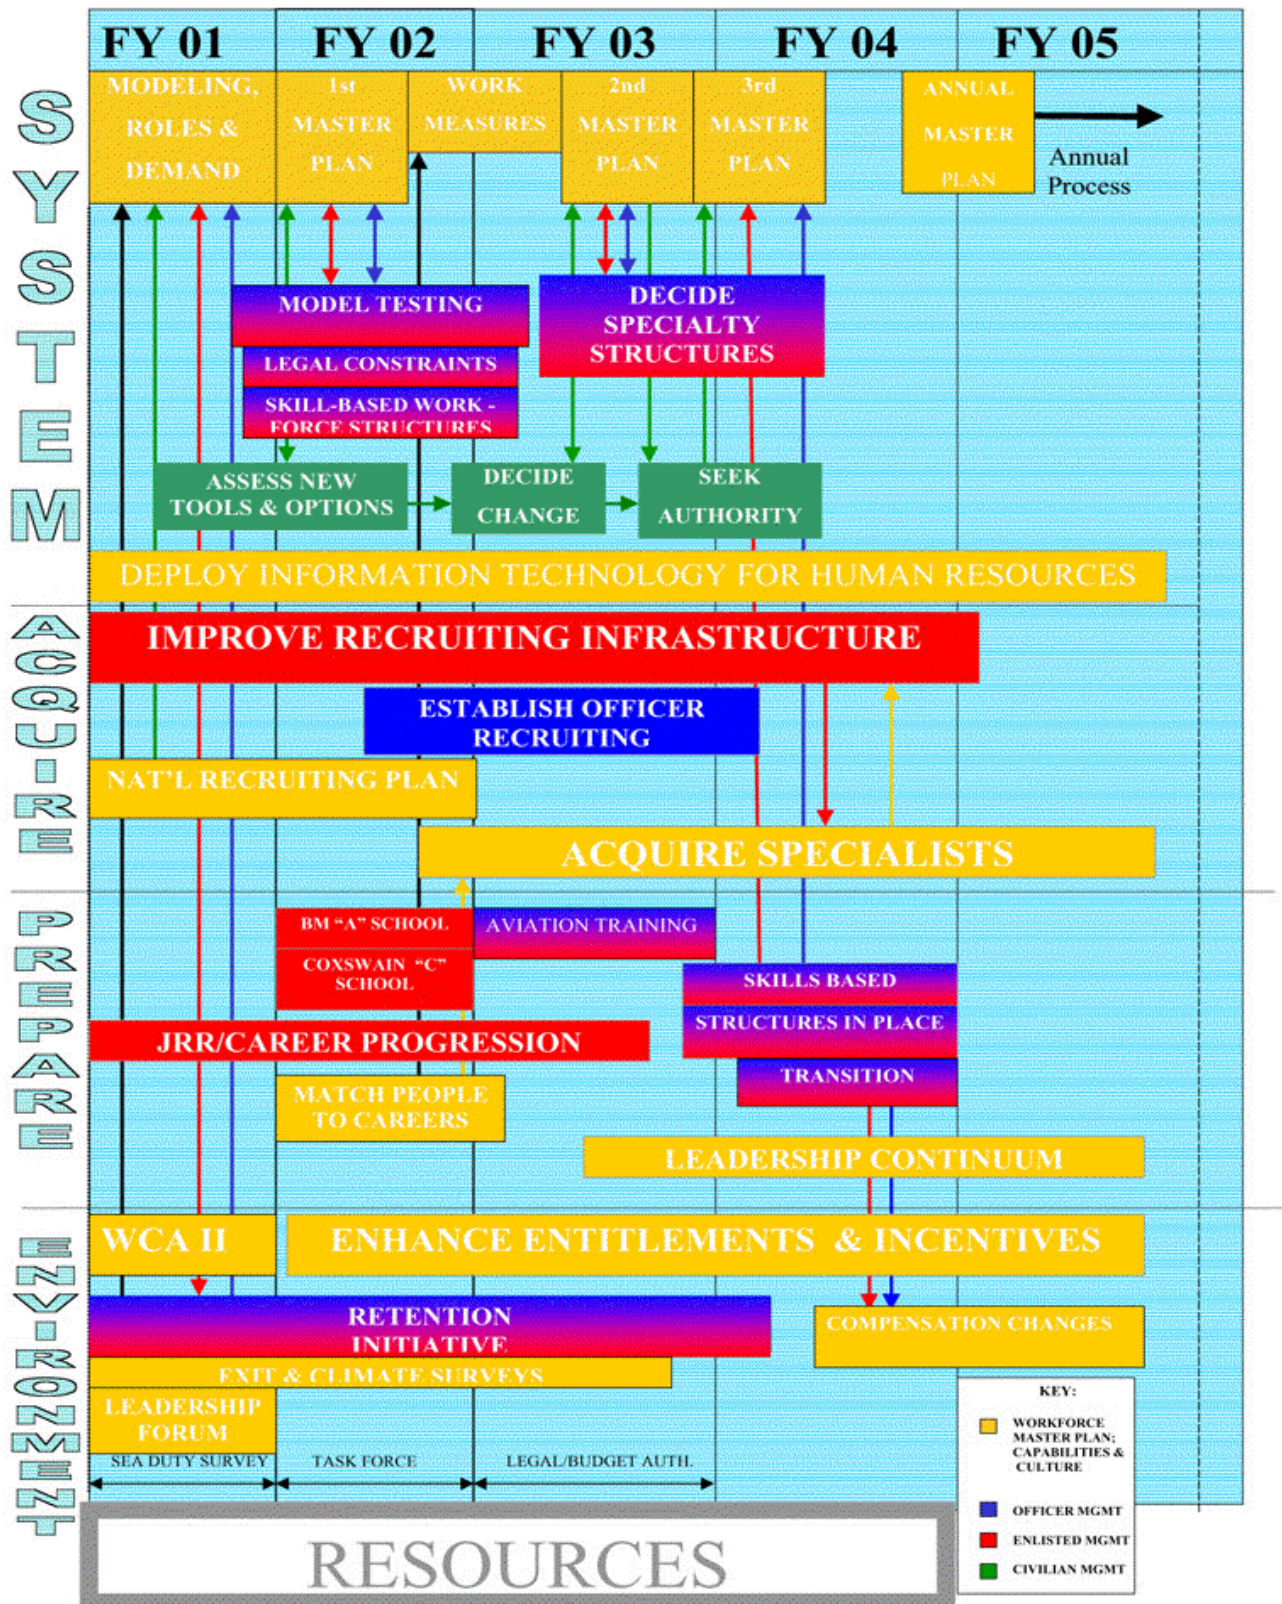 FY 01
FY 02
FY 03
FY 04
FY 05
SYSTEM
MODELING,
ROLES &
DEMAND
1st
MASTER
PLAN
WORK
MEASURES
2nd
MASTER
PLAN
3rd
MASTER
PLAN
ANNUAL
MASTER
PLAN
Annual
Process
MODEL TESTING
LEGAL CONSTRAINTS
SKILL-BASED WORK -
FORCE STRUCTURES
DECIDE
SPECIALTY
STRUCTURES
ASSESS NEW
TOOLS & OPTIONS
DECIDE
CHANGE
SEEK
AUTHORITY
DEPLOY INFORMATION TECHNOLOGY FOR HUMAN RESOURCES
ACQUIRE
IMPROVE RECRUITING INFRASTRUCTURE
ESTABLISH OFFICER
RECRUITING
NAT'L RECRUITING PLAN
ACQUIRE SPECIALISTS
PREPARE
BM “A” SCHOOL
COXSWAIN “C”
SCHOOL
AVIATION TRAINING
SKILLS BASED
STRUCTURES IN PLACE
TRANSITION
JRR/CAREER PROGRESSION
MATCH PEOPLE
TO CAREERS
LEADERSHIP CONTINUUM
ENVIRONMENT
WCA II
ENHANCE ENTITLEMENTS & INCENTIVES
RETENTION
INITIATIVE
COMPENSATION CHANGES
EXIT & CLIMATE SURVEYS
LEADERSHIP
FORUM
SEA DUTY SURVEY
TASK FORCE
LEGAL/BUDGET AUTH.
KEY:
WORKFORCE
MASTER PLAN;
CAPABILITIES &
CULTURE
OFFICER MGMT
ENLISTED MGMT
CIVILIAN MGMT
RESOURCES